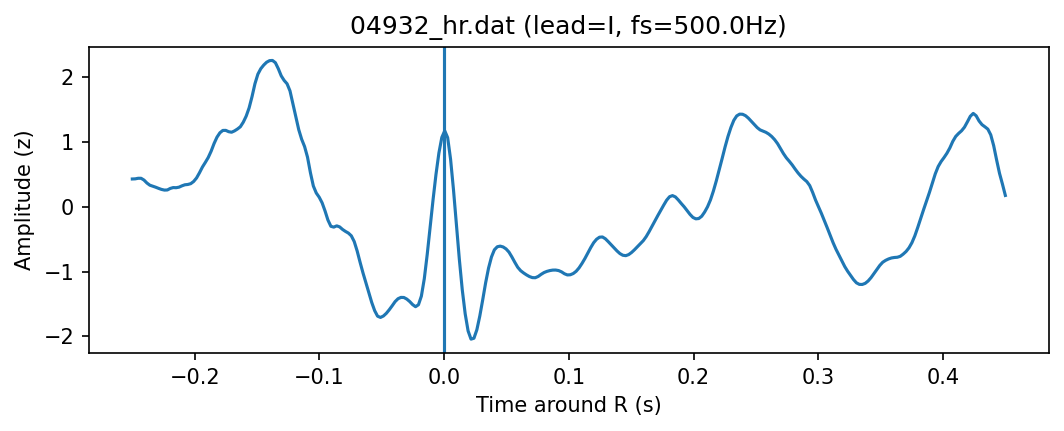 04932_hr.dat (lead=I, fs=500.0Hz)
Amplitude (z)
2
1
0
−1
−2
−0.2 −0.1 0.0 0.1 0.2 0.3 0.4
Time around R (s)